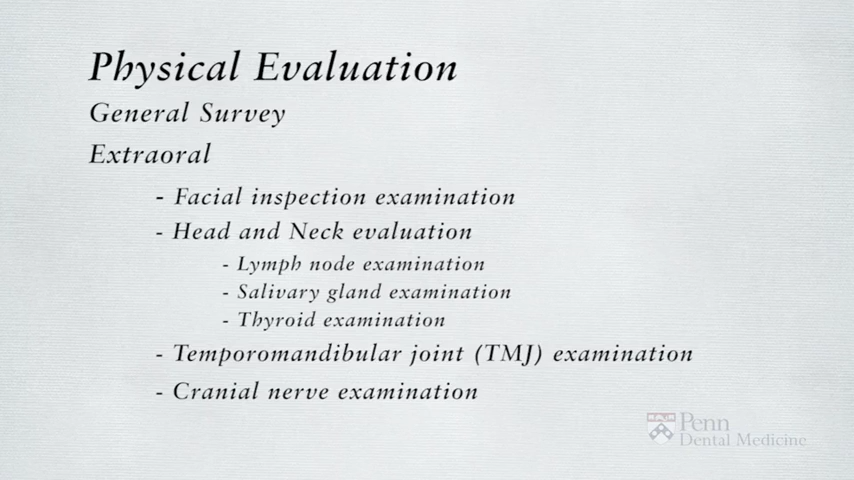 Physical Evaluation
General Survey
Extraoral
- Facial inspection examination
- Head and Neck evaluation
- Lymph node examination
- Salivary gland examination
- Thyroid examination
- Temporomandibular joint (TMJ) examination
- Cranial nerve examination
Penn
Dental Medicine